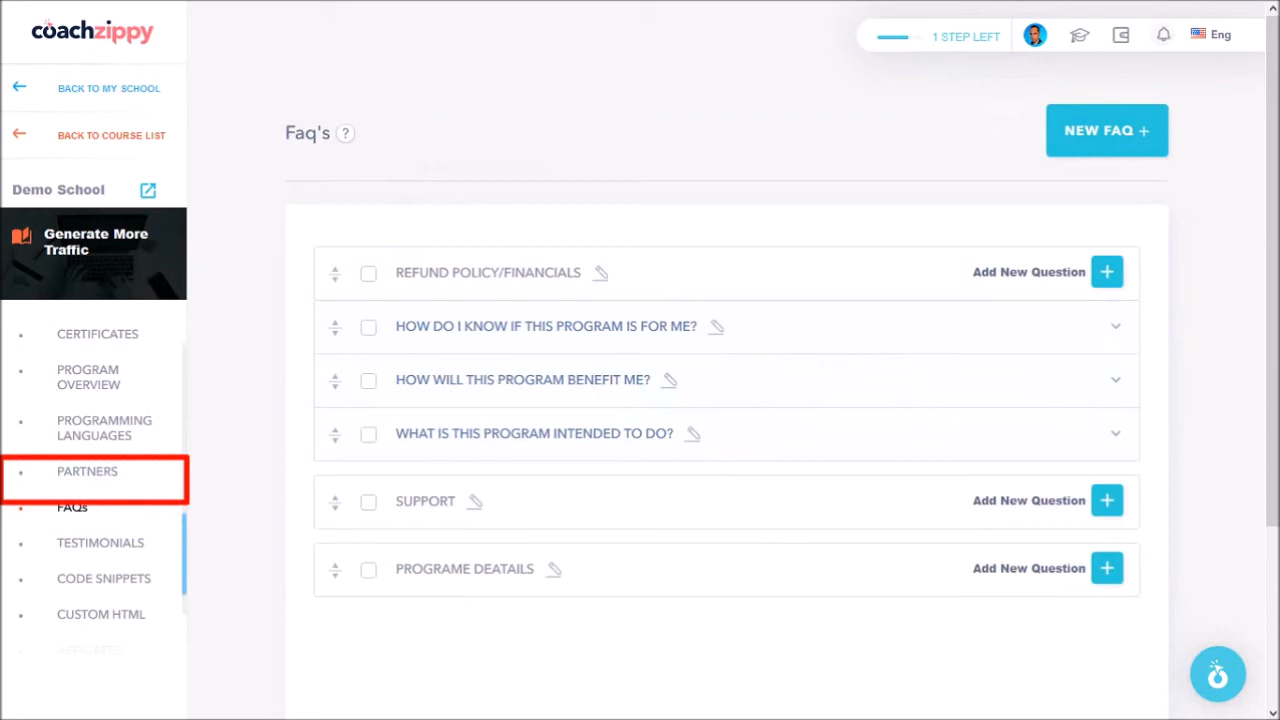 coachzippy
1 STEP LEFT
Eng
BACK TO MY SCHOOL
BACK TO COURSE LIST
Demo School
Generate More
Traffic
CERTIFICATES
PROGRAM
OVERVIEW
PROGRAMMING
LANGUAGES
PARTNERS
FAQs
TESTIMONIALS
CODE SNIPPETS
CUSTOM HTML
AFFILIATES
Faq's ?
NEW FAQ +
REFUND POLICY/FINANCIALS
Add New Question +
HOW DO I KNOW IF THIS PROGRAM IS FOR ME?
HOW WILL THIS PROGRAM BENEFIT ME?
WHAT IS THIS PROGRAM INTENDED TO DO?
SUPPORT
Add New Question +
PROGRAME DEATAILS
Add New Question +